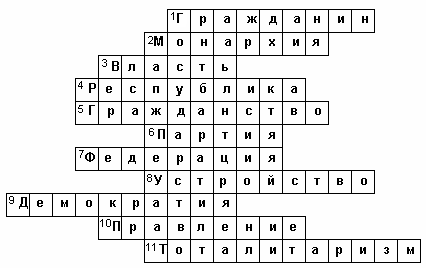 1Гражданин
2Монархия
3Власть
4Республика
5Гражданство
6Партия
7Федерация
8Устройство
9Демократия
10Правление
11Тоталитаризм